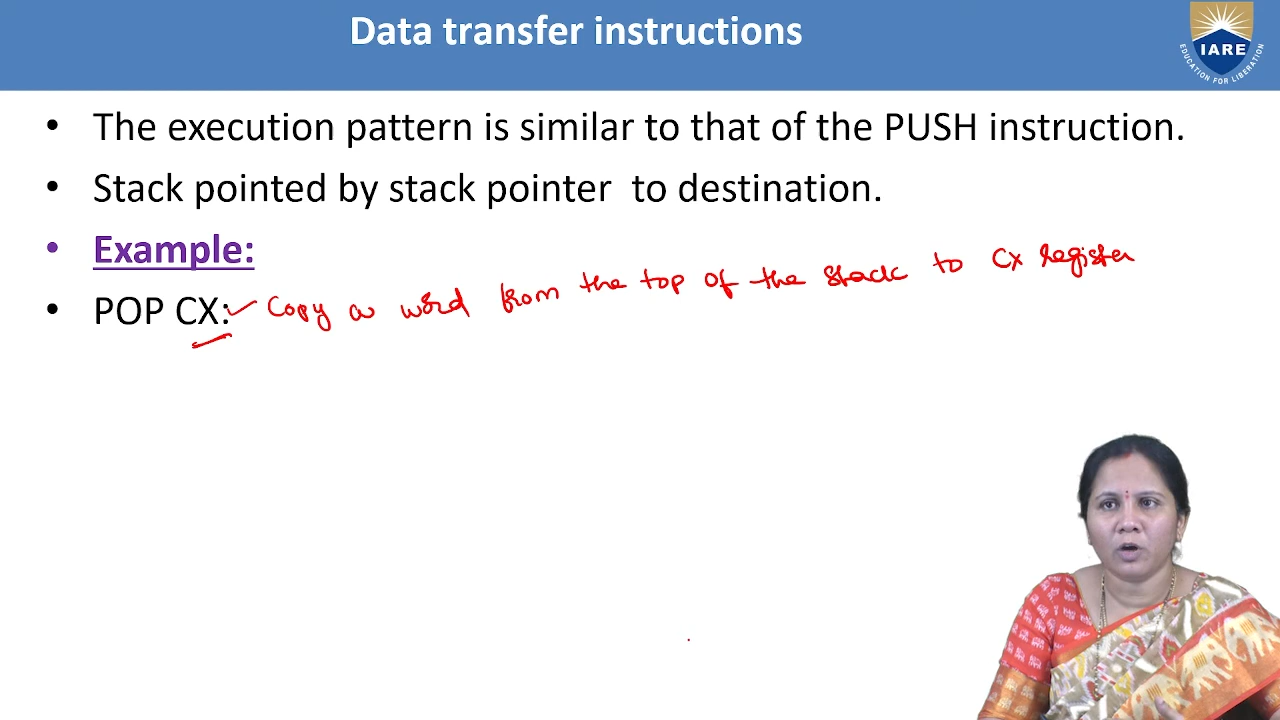 Data transfer instructions
IARE
EDUCATION FOR LIBERATION
• The execution pattern is similar to that of the PUSH instruction.
• Stack pointed by stack pointer to destination.
• Example:
• POP CX: Copy a word from the top of the stack to CX register